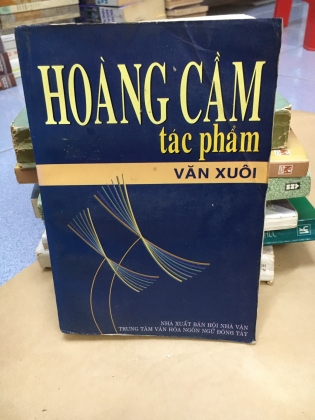 HOÀNG CẦM
tác phẩm
VĂN XUÔI
NHÀ XUẤT BẢN HỘI NHÀ VĂN
TRUNG TÂM VĂN HÓA NGÔN NGỮ ĐÔNG TÂY